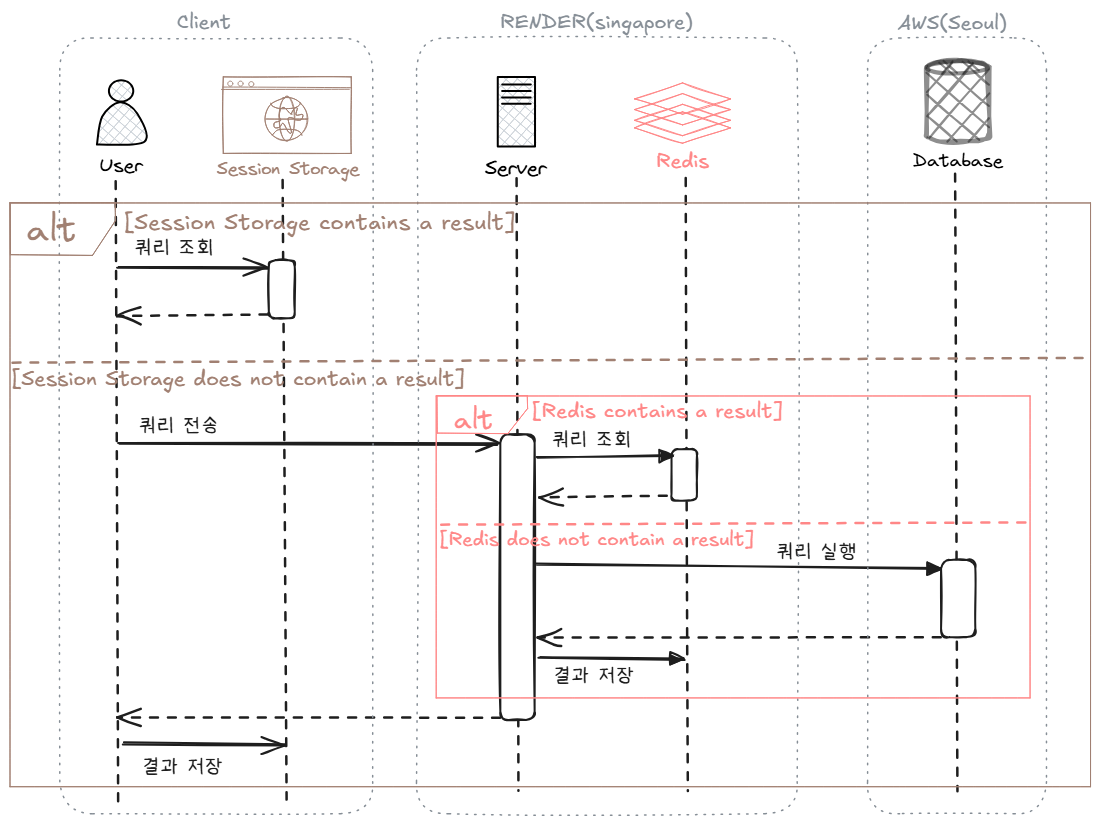 Client
RENDER(singapore)
AWS(Seoul)
User
Session Storage
Server
Redis
Database
alt
[Session Storage contains a result]
쿼리 조회
[Session Storage does not contain a result]
alt
[Redis contains a result]
쿼리 전송
쿼리 조회
[Redis does not contain a result]
쿼리 실행
결과 저장
결과 저장